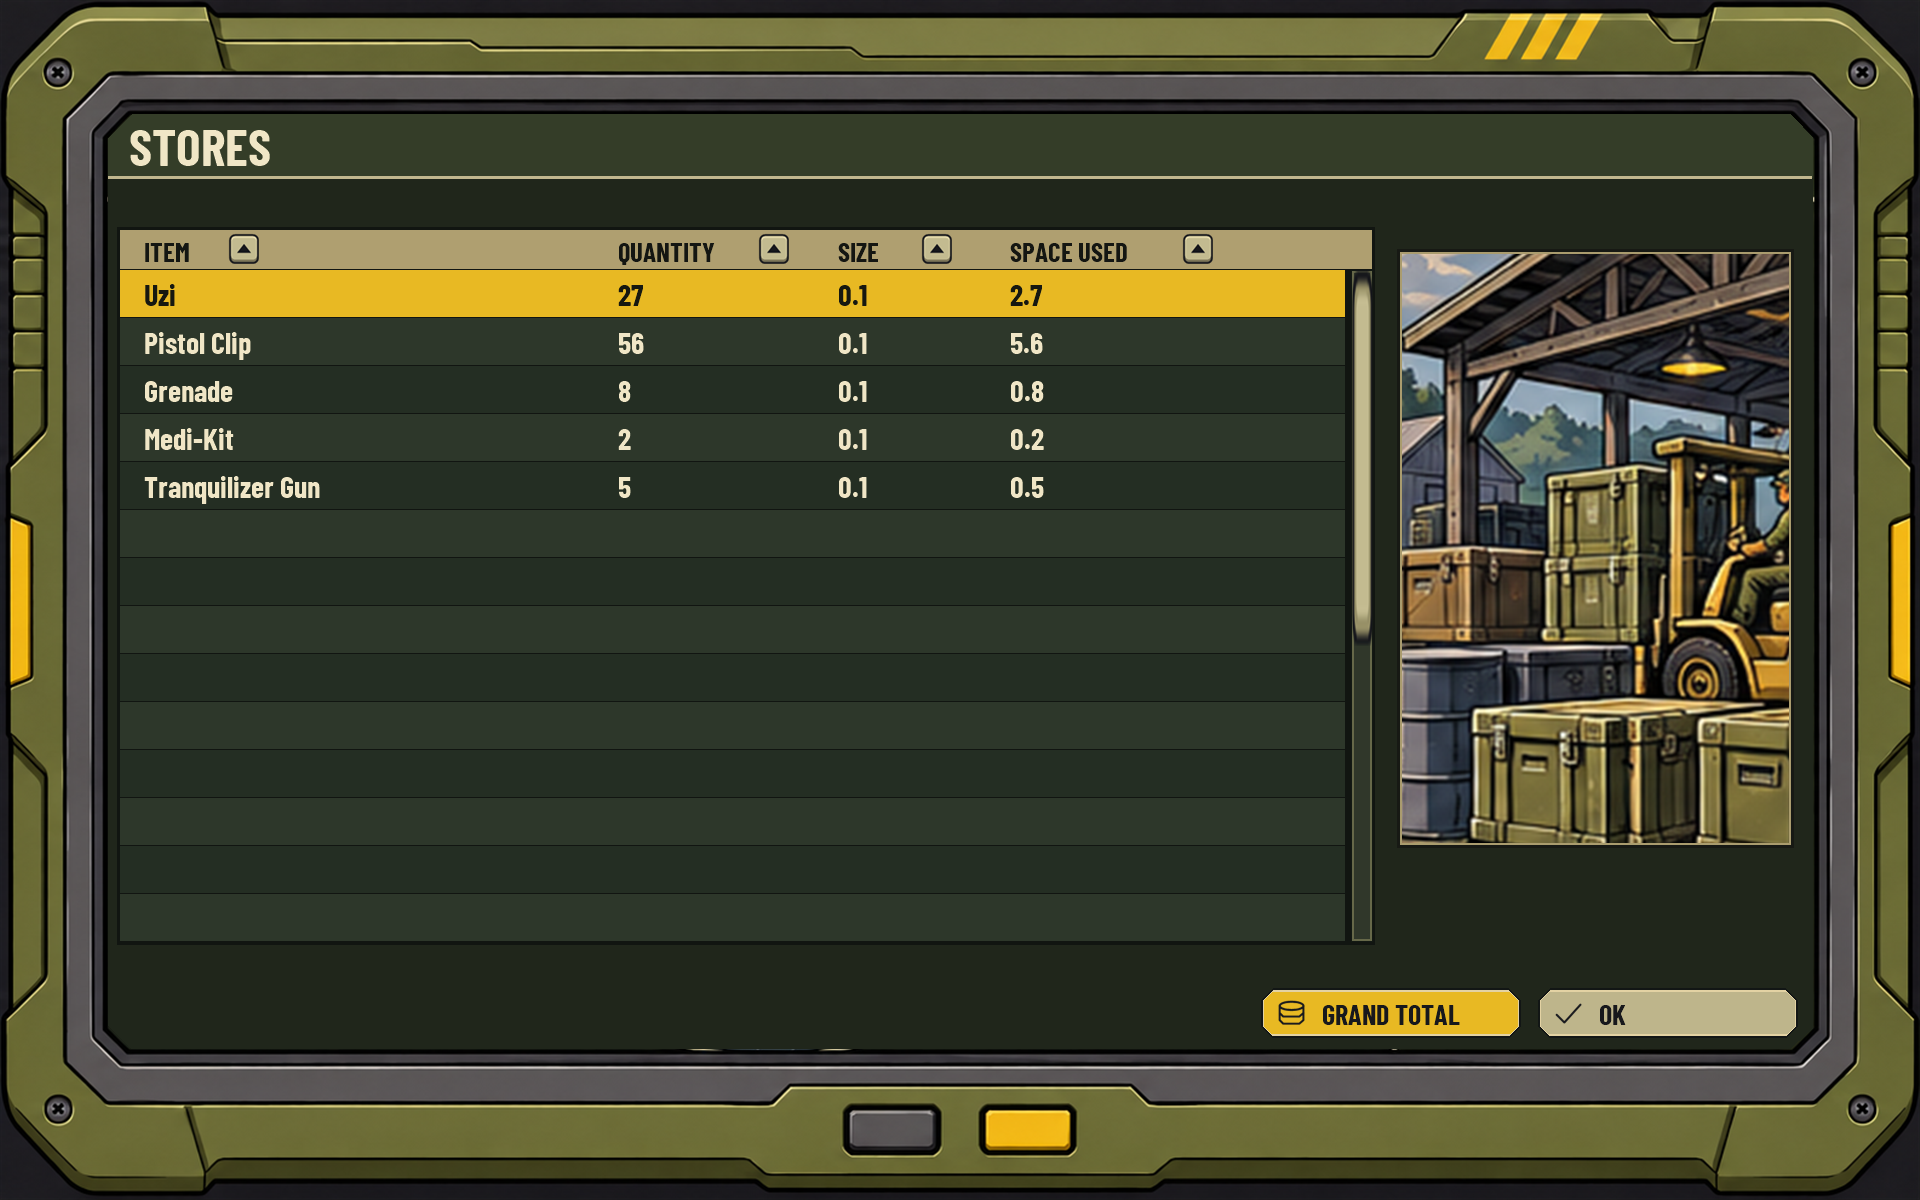 STORES
ITEM QUANTITY SIZE SPACE USED
Uzi 27 0.1 2.7
Pistol Clip 56 0.1 5.6
Grenade 8 0.1 0.8
Medi-Kit 2 0.1 0.2
Tranquilizer Gun 5 0.1 0.5
GRAND TOTAL OK